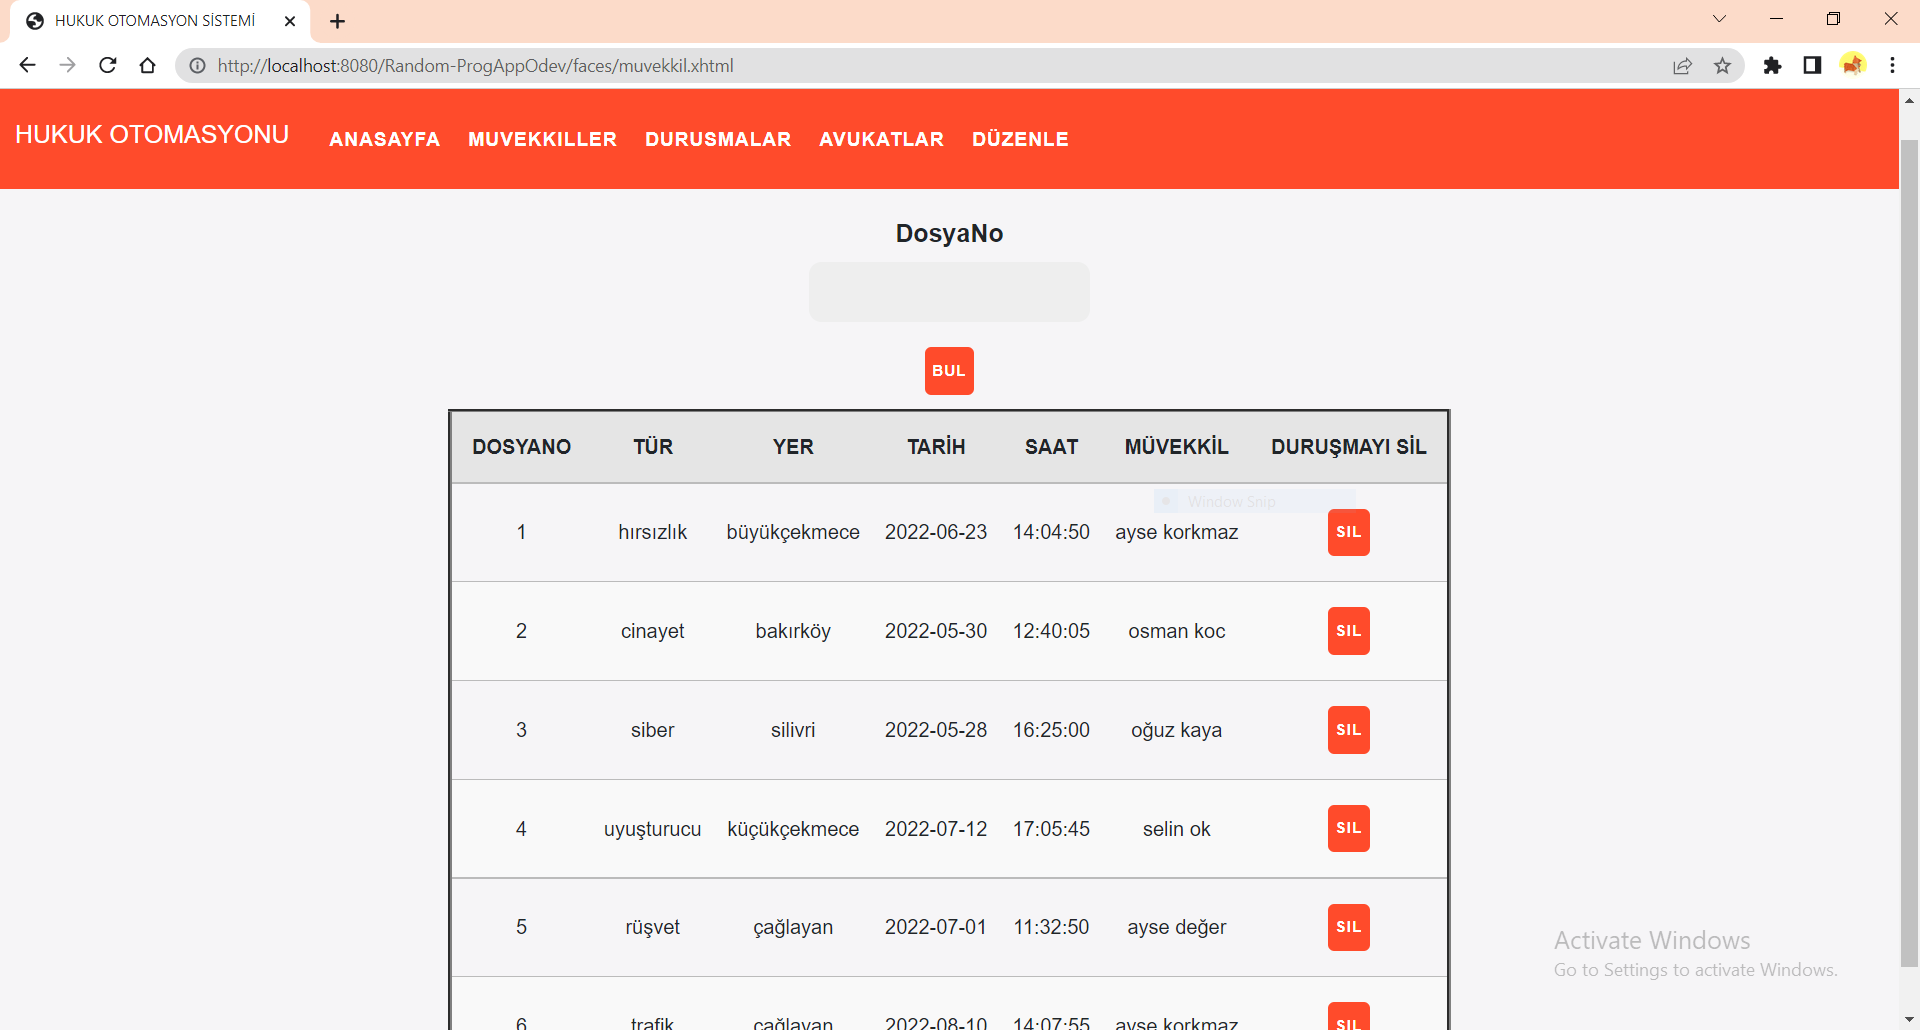 HUKUK OTOMASYON SİSTEMİ
http://localhost:8080/Random-ProgAppOdev/faces/muvekkil.xhtml
HUKUK OTOMASYONU ANASAYFA MUVEKKILLER DURUSMALAR AVUKATLAR DÜZENLE
DosyaNo
BUL
DOSYANO TÜR YER TARİH SAAT MÜVEKKİL DURUŞMAYI SİL
Window Snip
1 hırsızlık büyükçekmece 2022-06-23 14:04:50 ayse korkmaz SIL
2 cinayet bakırköy 2022-05-30 12:40:05 osman koc SIL
3 siber silivri 2022-05-28 16:25:00 oğuz kaya SIL
4 uyuşturucu küçükçekmece 2022-07-12 17:05:45 selin ok SIL
5 rüşvet çağlayan 2022-07-01 11:32:50 ayse değer SIL
Activate Windows
Go to Settings to activate Windows.
6 trafik çağlayan 2022-08-10 14:07:55 ayse korkmaz SIL